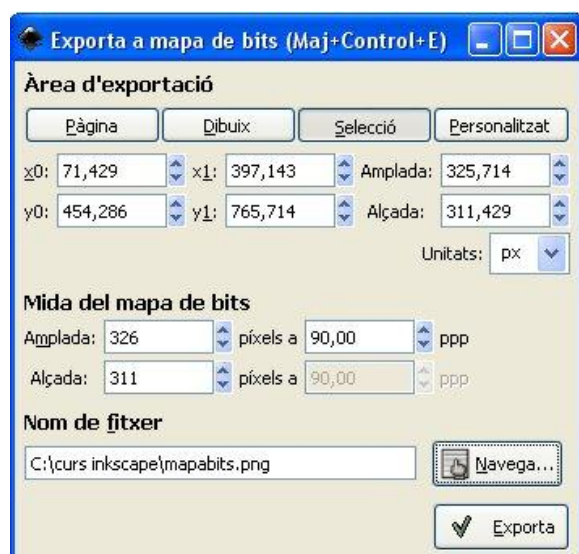 Exporta a mapa de bits (Maj+Control+E)
Àrea d'exportació
Pàgina Dibuix Selecció Personalitzat
x0: 71,429 x1: 397,143 Amplada: 325,714
y0: 454,286 y1: 765,714 Alçada: 311,429
Unitats: px
Mida del mapa de bits
Amplada: 326 píxels a 90,00 ppp
Alçada: 311 píxels a 90,00 ppp
Nom de fitxer
C:\curs inkscape\mapabits.png Navega...
Exporta